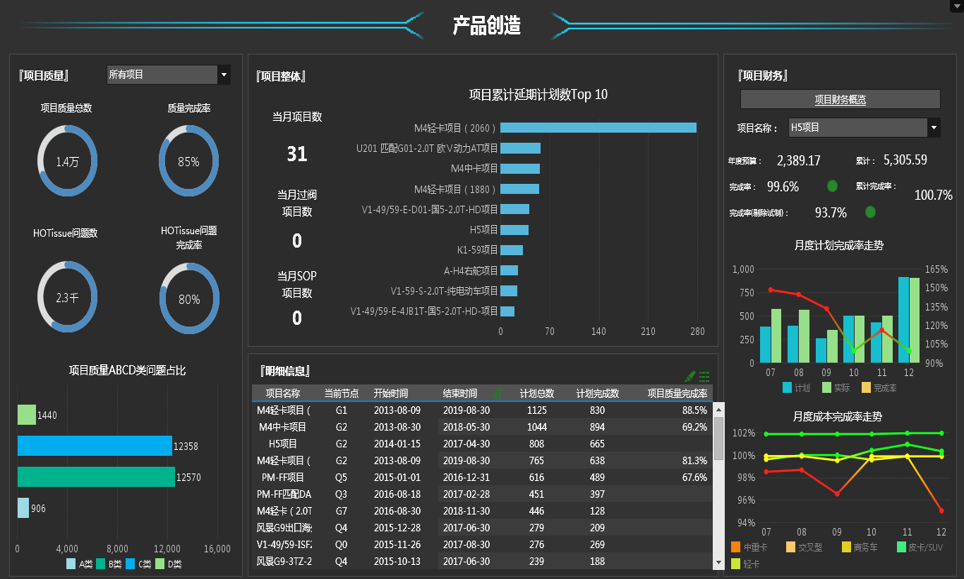 产品创造
『项目质量』
所有项目
项目质量总数
质量完成率
1.4万
85%
HOTissue问题数
HOTissue问题
完成率
2.3千
80%
项目质量ABCD类问题占比
1440
12358
12570
906
0 4,000 8,000 12,000 16,000
A类 B类 C类 D类
『项目整体』
当月项目数
31
当月过阀
项目数
0
当月SOP
项目数
0
项目累计延期计划数Top 10
M4轻卡项目（2060）
U201 匹配G01-2.0T 欧V动力AT项目
M4中卡项目
M4轻卡项目（1880）
V1-49/59-E-D01-国5-2.0T-HD项目
H5项目
K1-59项目
A-H4右舵项目
V1-59-S-2.0T-纯电动车项目
V1-49/59-E-4JB1T-国5-2.0T-HD-项目
0 70 140 210 280
『明细信息』
项目名称 当前节点 开始时间 结束时间 计划总数 计划完成数 项目质量完成率
M4轻卡项目（ G1 2013-08-09 2019-08-30 1125 830 88.5%
M4中卡项目 G2 2013-08-30 2018-05-30 1044 894 69.2%
H5项目 G2 2014-01-15 2017-04-30 808 665
M4轻卡项目（ G2 2013-08-09 2019-08-30 765 638 81.3%
PM-FF项目 Q5 2015-01-01 2016-12-31 616 489 67.6%
PM-FF匹配DA Q3 2016-08-18 2017-02-28 451 397
M4轻卡（2.0T G7 2016-08-30 2018-11-30 446 128
风景G9出口海 Q4 2015-12-28 2017-06-30 279 209
V1-49/59-ISF2 Q0 2015-11-26 2017-08-30 276 269
风景G9-3TZ-2 Q4 2015-10-13 2017-06-30 239 188
『项目财务』
项目财务概览
项目名称： H5项目
年度预算： 2,389.17 累计： 5,305.59
完成率： 99.6% 累计完成率： 100.7%
完成率(剔除试制)： 93.7%
月度计划完成率走势
1,000
750
500
250
0
165%
150%
135%
120%
105%
90%
07 08 09 10 11 12
计划 实际 完成率
月度成本完成率走势
102%
100%
98%
96%
94%
07 08 09 10 11 12
中重卡 交叉型 商务车 皮卡/SUV
轻卡